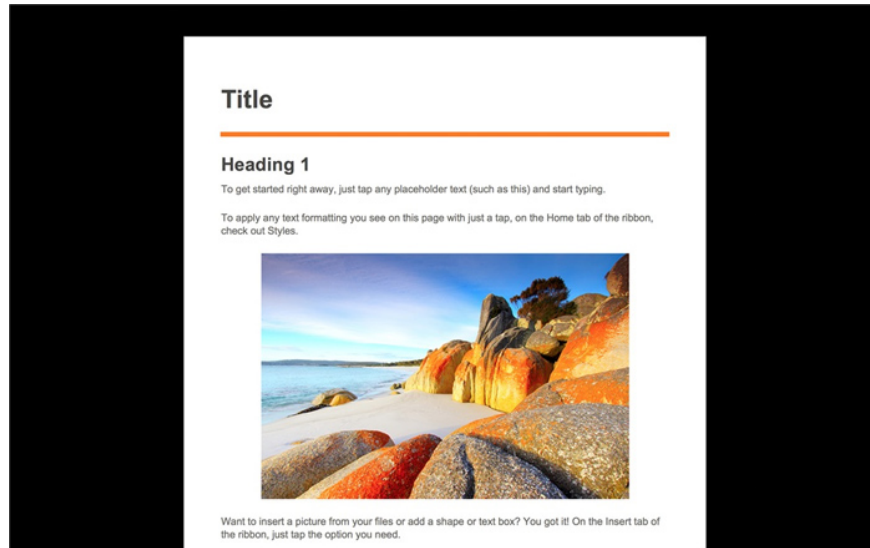 Title
Heading 1
To get started right away, just tap any placeholder text (such as this) and start typing.
To apply any text formatting you see on this page with just a tap, on the Home tab of the ribbon,
check out Styles.
Want to insert a picture from your files or add a shape or text box? You got it! On the Insert tab of
the ribbon, just tap the option you need.